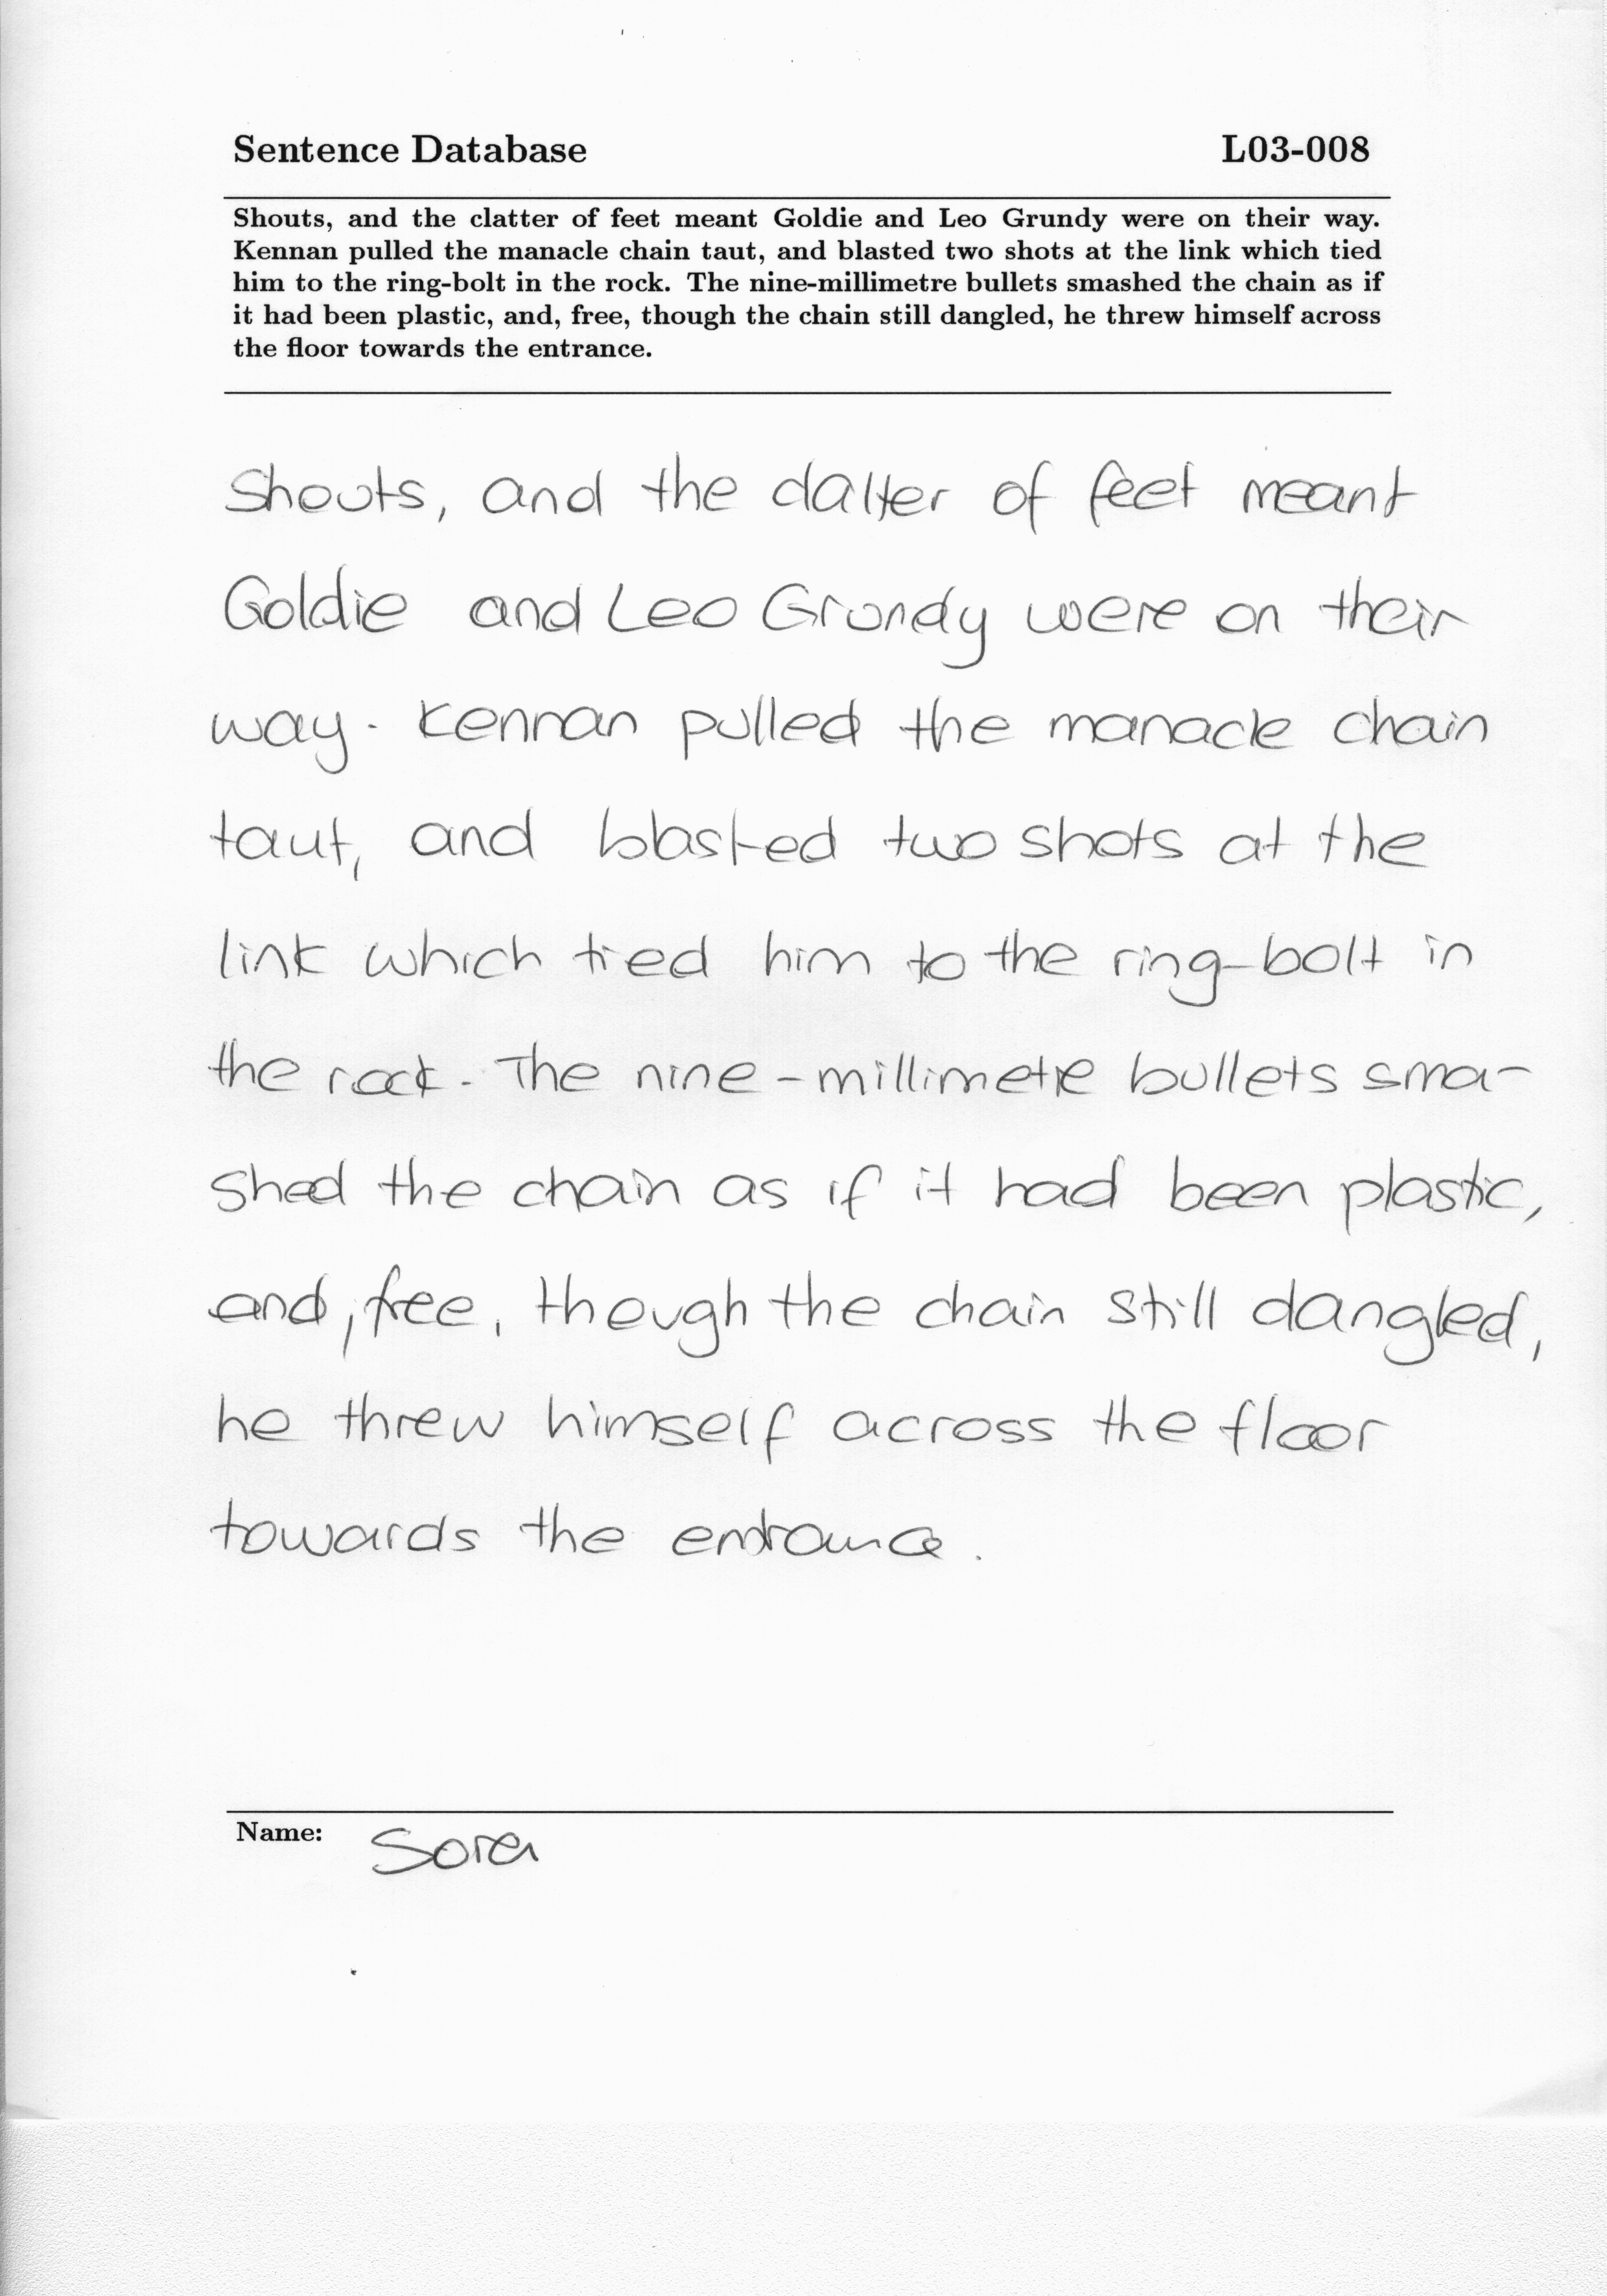 Sentence Database L03-008
Shouts, and the clatter of feet meant Goldie and Leo Grundy were on their way.
Kennan pulled the manacle chain taut, and blasted two shots at the link which tied
him to the ring-bolt in the rock. The nine-millimetre bullets smashed the chain as if
it had been plastic, and, free, though the chain still dangled, he threw himself across
the floor towards the entrance.
Shouts, and the clatter of feet meant
Goldie and Leo Grundy were on their
way. Kennan pulled the manacle chain
taut, and blasted two shots at the
link which tied him to the ring-bolt in
the rock. The nine-millimetre bullets sma-
shed the chain as if it had been plastic,
and, free, though the chain still dangled,
he threw himself across the floor
towards the entrance.
Name: Sora